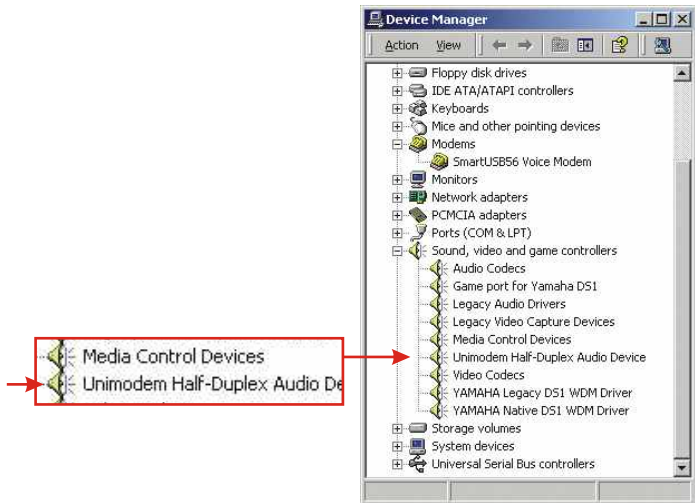 Device Manager
Action View
Floppy disk drives
IDE ATA/ATAPI controllers
Keyboards
Mice and other pointing devices
Modems
SmartUSB56 Voice Modem
Monitors
Network adapters
PCMCIA adapters
Ports (COM & LPT)
Sound, video and game controllers
Audio Codecs
Game port for Yamaha DS1
Legacy Audio Drivers
Legacy Video Capture Devices
Media Control Devices
Unimodem Half-Duplex Audio Device
Video Codecs
YAMAHA Legacy DS1 WDM Driver
YAMAHA Native DS1 WDM Driver
Storage volumes
System devices
Universal Serial Bus controllers
Media Control Devices
Unimodem Half-Duplex Audio De